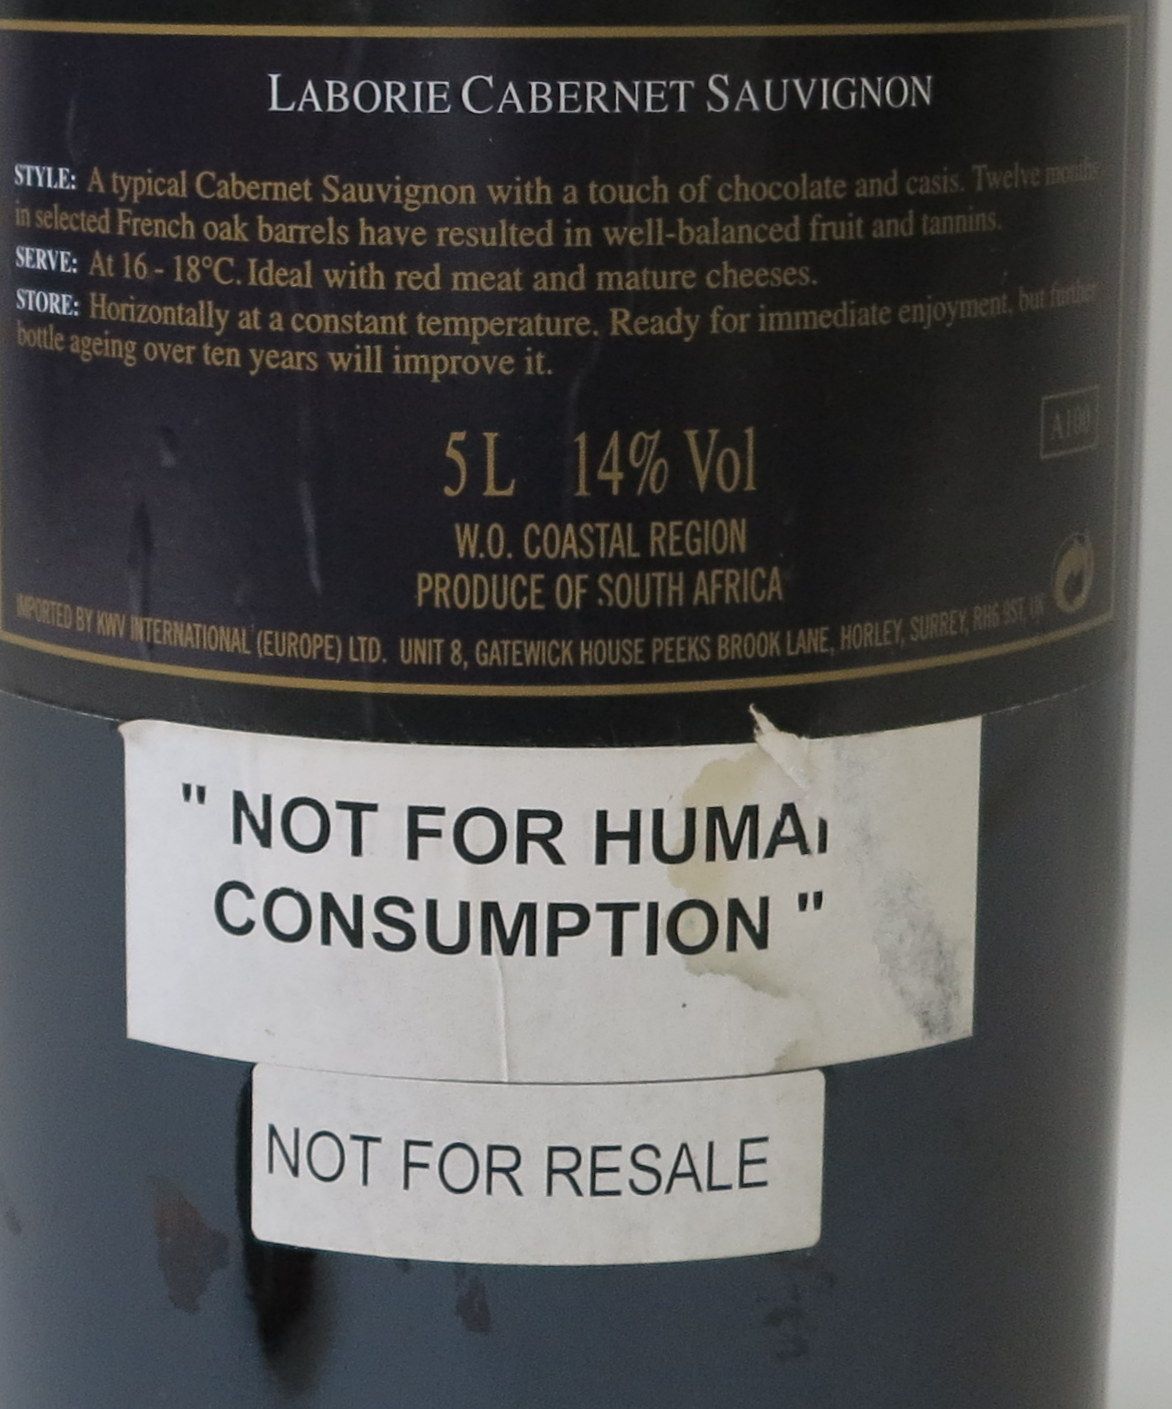 LABORIE CABERNET SAUVIGNON
STYLE: A typical Cabernet Sauvignon with a touch of chocolate and casis. Twelve months
in selected French oak barrels have resulted in well-balanced fruit and tannins.
SERVE: At 16 - 18°C. Ideal with red meat and mature cheeses.
STORE: Horizontally at a constant temperature. Ready for immediate enjoyment, but further
bottle ageing over ten years will improve it.
A100
5 L 14% Vol
W.O. COASTAL REGION
PRODUCE OF SOUTH AFRICA
IMPORTED BY KWV INTERNATIONAL (EUROPE) LTD. UNIT 8, GATEWICK HOUSE PEEKS BROOK LANE, HORLEY, SURREY, RH6 9ST, UK
" NOT FOR HUMAN
CONSUMPTION "
NOT FOR RESALE